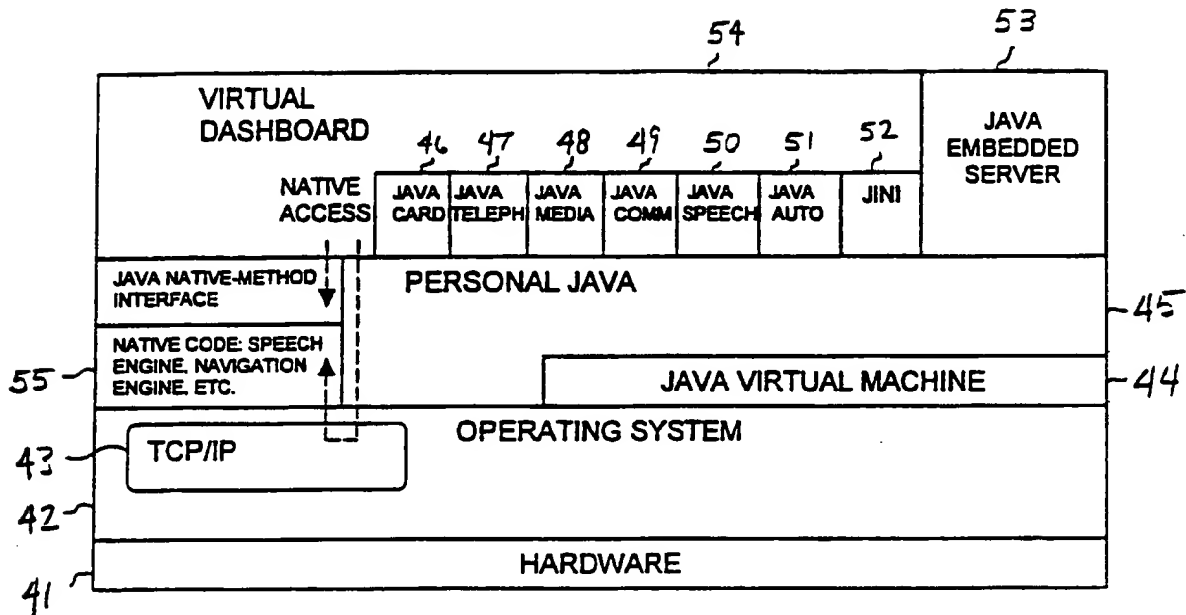 54
53
VIRTUAL
DASHBOARD
46
47
48
49
50
51
52
JAVA
EMBEDDED
SERVER
NATIVE
ACCESS
JAVA
CARD
JAVA
TELEPH
JAVA
MEDIA
JAVA
COMM
JAVA
SPEECH
JAVA
AUTO
JINI
JAVA NATIVE-METHOD
INTERFACE
PERSONAL JAVA
45
NATIVE CODE: SPEECH
ENGINE, NAVIGATION
ENGINE, ETC.
55
JAVA VIRTUAL MACHINE
44
OPERATING SYSTEM
43
TCP/IP
42
HARDWARE
41